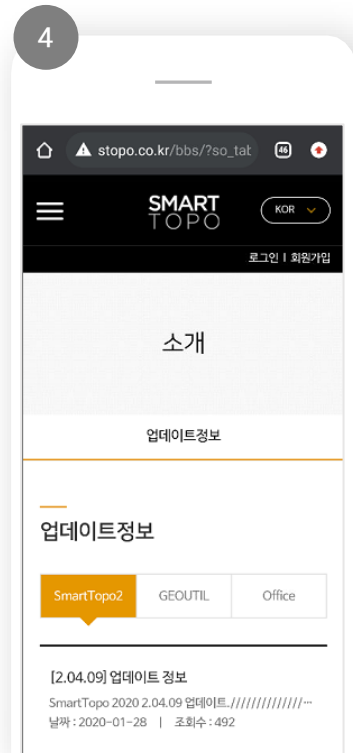 4
stopo.co.kr/bbs/?so_tab
46
SMART
TOPO
KOR
로그인 | 회원가입
소개
업데이트정보
업데이트정보
SmartTopo2 GEOUTIL Office
[2.04.09] 업데이트 정보
SmartTopo 2020 2.04.09 업데이트.//////////////···
날짜 : 2020-01-28 | 조회수 : 492